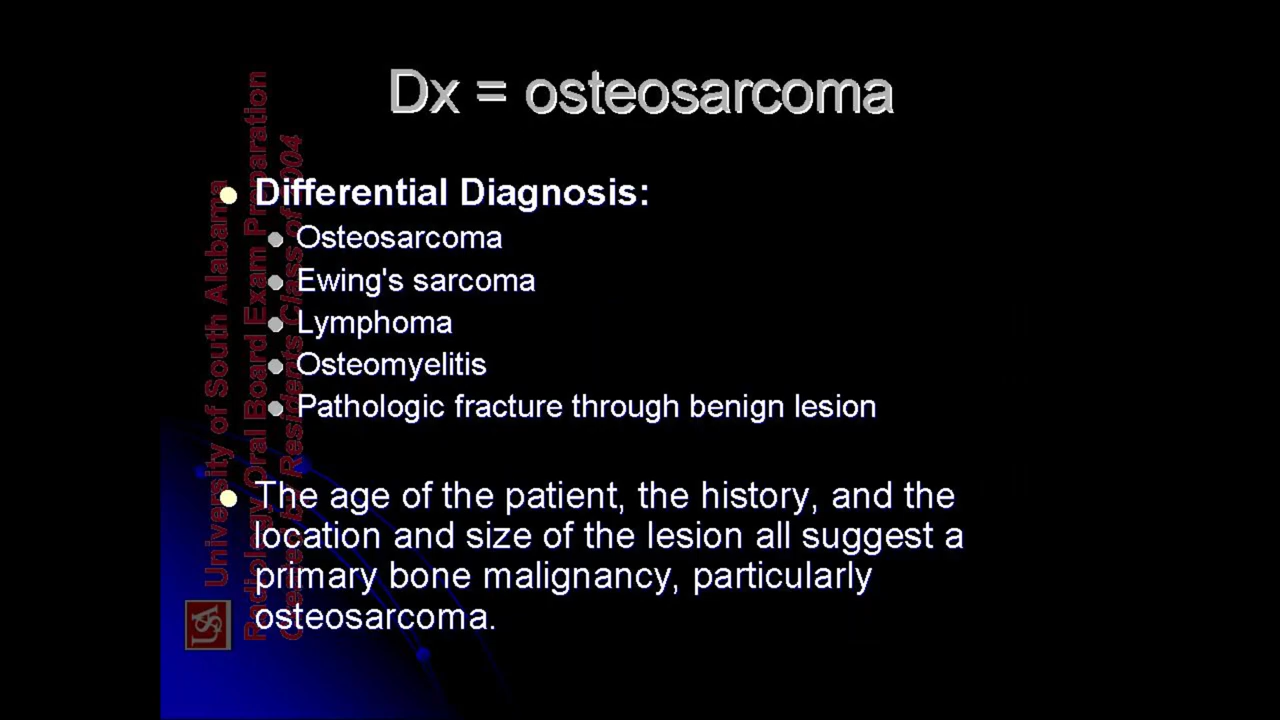 Dx = osteosarcoma
Differential Diagnosis:
Osteosarcoma
Ewing's sarcoma
Lymphoma
Osteomyelitis
Pathologic fracture through benign lesion
The age of the patient, the history, and the
location and size of the lesion all suggest a
primary bone malignancy, particularly
osteosarcoma.
University of South Alabama
Radiology Oral Board Exam Preparation
by Residents Class of 2004
USA